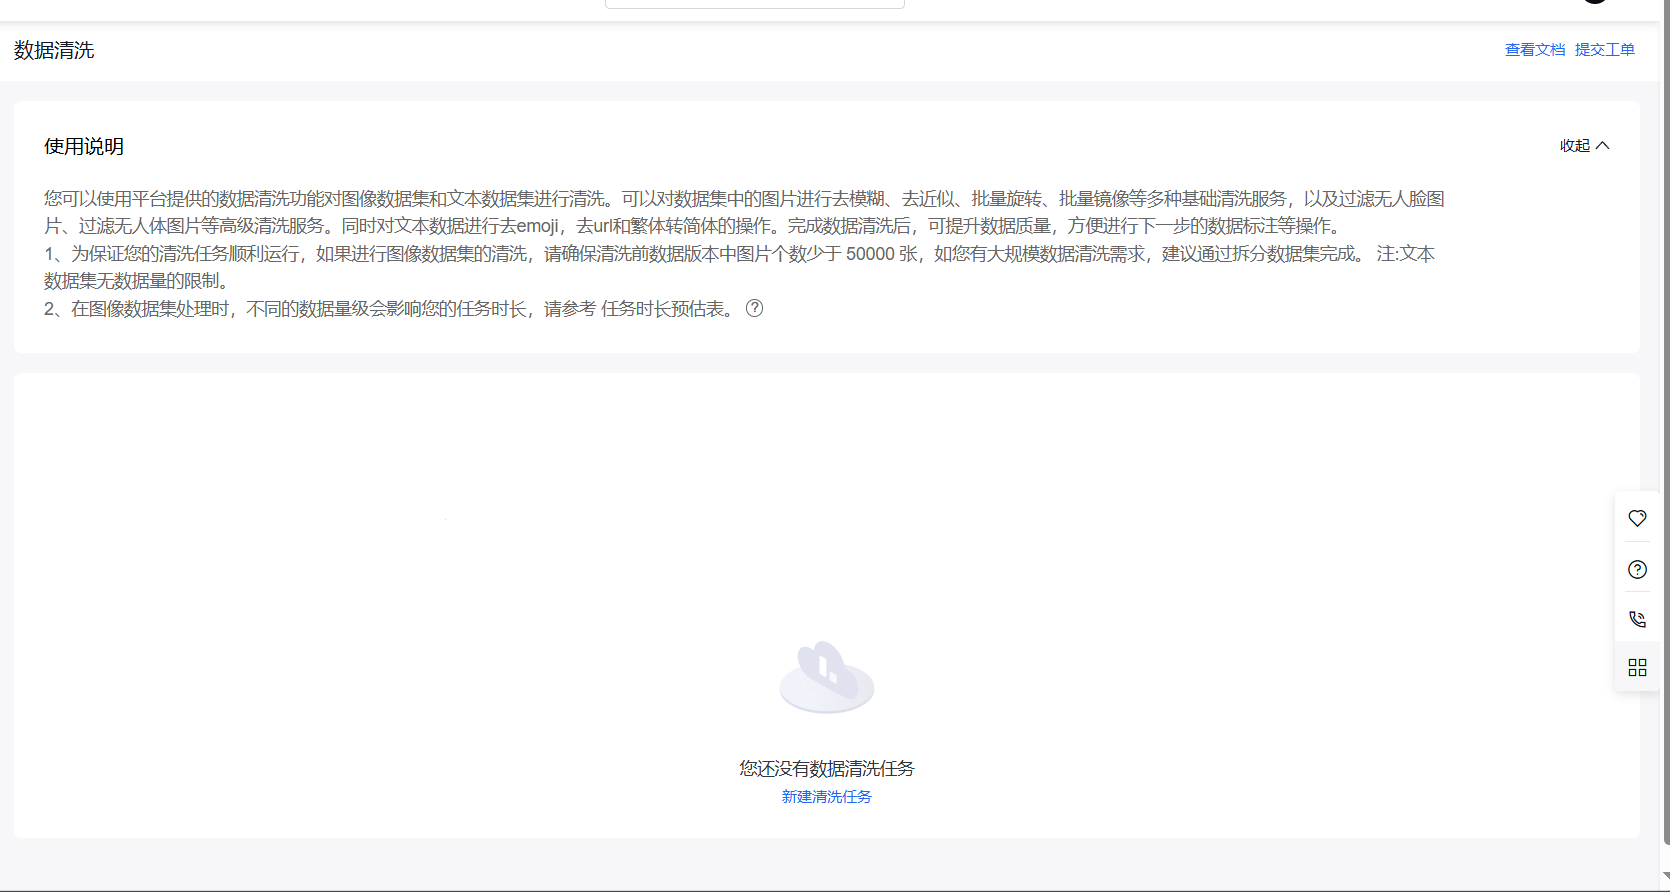 数据清洗
查看文档 提交工单
使用说明
收起
您可以使用平台提供的数据清洗功能对图像数据集和文本数据集进行清洗。可以对数据集中的图片进行去模糊、去近似、批量旋转、批量镜像等多种基础清洗服务，以及过滤无人脸图
片、过滤无人体图片等高级清洗服务。同时对文本数据进行去emoji，去url和繁体转简体的操作。完成数据清洗后，可提升数据质量，方便进行下一步的数据标注等操作。
1、为保证您的清洗任务顺利运行，如果进行图像数据集的清洗，请确保清洗前数据版本中图片个数少于 50000 张，如您有大规模数据清洗需求，建议通过拆分数据集完成。 注:文本
数据集无数据量的限制。
2、在图像数据集处理时，不同的数据量级会影响您的任务时长，请参考 任务时长预估表。
您还没有数据清洗任务
新建清洗任务